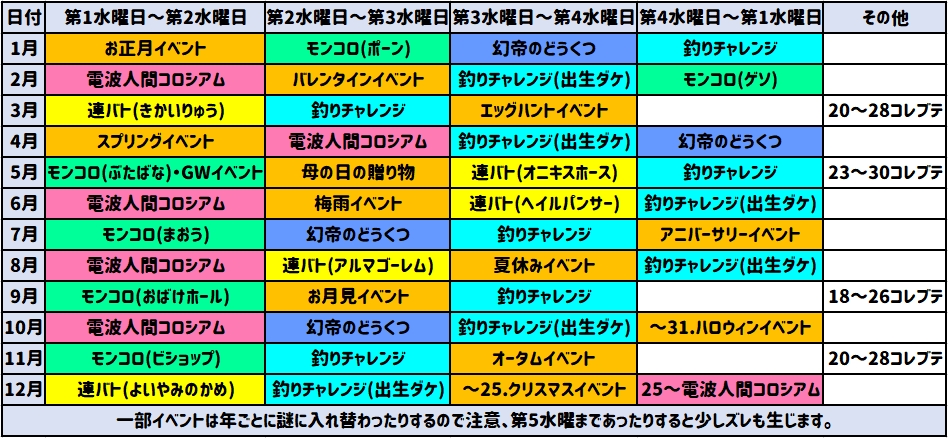 日付 第1水曜日～第2水曜日 第2水曜日～第3水曜日 第3水曜日～第4水曜日 第4水曜日～第1水曜日 その他
1月 お正月イベント モンコロ(ポーン) 幻帝のどうくつ 釣りチャレンジ
2月 電波人間コロシアム バレンタインイベント 釣りチャレンジ(出生ダケ) モンコロ(ゲソ)
3月 連バト(きかいりゅう) 釣りチャレンジ エッグハントイベント 20～28コレブテ
4月 スプリングイベント 電波人間コロシアム 釣りチャレンジ(出生ダケ) 幻帝のどうくつ
5月 モンコロ(ぶたばな)・GWイベント 母の日の贈り物 連バト(オニキスホース) 釣りチャレンジ 23～30コレブテ
6月 電波人間コロシアム 梅雨イベント 連バト(ヘイルパンサー) 釣りチャレンジ(出生ダケ)
7月 モンコロ(まおう) 幻帝のどうくつ 釣りチャレンジ アニバーサリーイベント
8月 電波人間コロシアム 連バト(アルマゴーレム) 夏休みイベント 釣りチャレンジ(出生ダケ)
9月 モンコロ(おばけホール) お月見イベント 釣りチャレンジ 18～26コレブテ
10月 電波人間コロシアム 幻帝のどうくつ 釣りチャレンジ(出生ダケ) ～31.ハロウィンイベント
11月 モンコロ(ビショップ) 釣りチャレンジ オータムイベント 20～28コレブテ
12月 連バト(よいやみのかめ) 釣りチャレンジ(出生ダケ) ～25.クリスマスイベント 25～電波人間コロシアム
一部イベントは年ごとに謎に入れ替わったりするので注意、第5水曜まであったりすると少しズレも生じます。